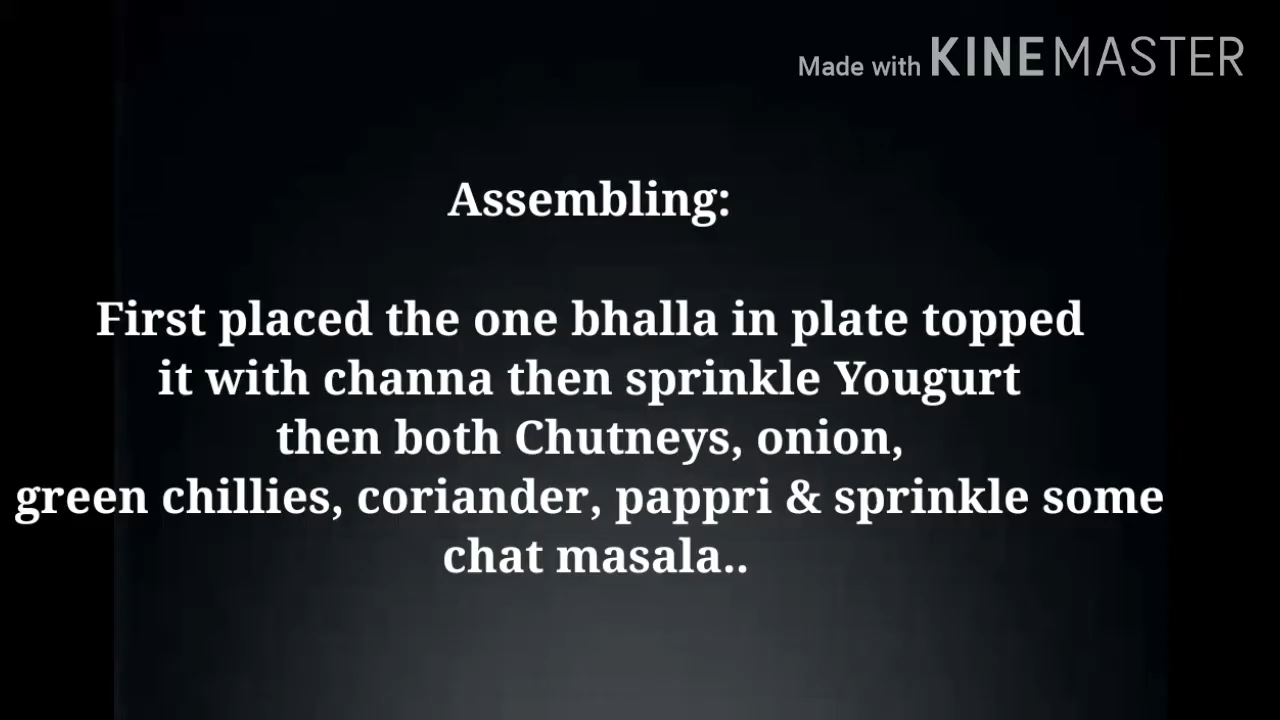 Made with KINEMASTER
Assembling:
First placed the one bhalla in plate topped
it with channa then sprinkle Yougurt
then both Chutneys, onion,
green chillies, coriander, pappri & sprinkle some
chat masala..